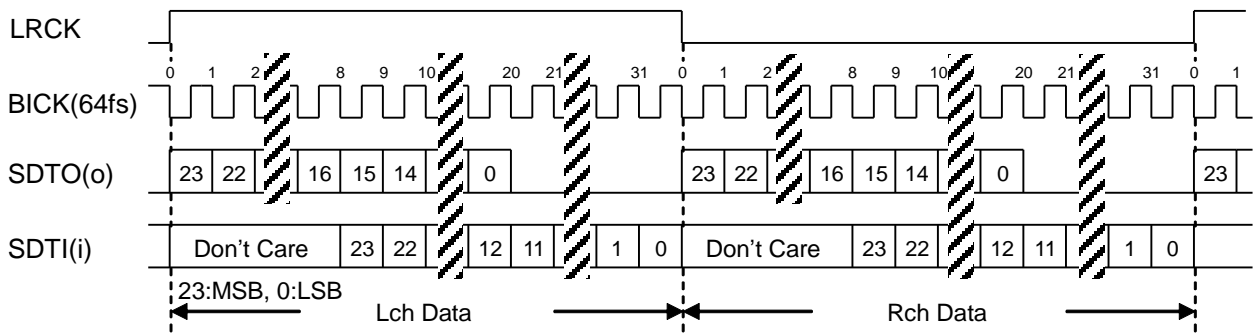 LRCK
0 1 2 8 9 10 20 21 31 0 1 2 8 9 10 20 21 31 0 1
BICK(64fs)
SDTO(o) 23 22 16 15 14 0 23 22 16 15 14 0 23
SDTI(i) Don't Care 23 22 12 11 1 0 Don't Care 23 22 12 11 1 0
23:MSB, 0:LSB
Lch Data Rch Data